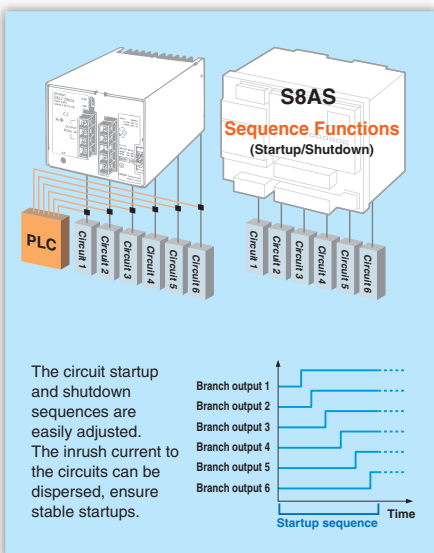 S8AS
Sequence Functions
(Startup/Shutdown)
PLC
Circuit 1
Circuit 2
Circuit 3
Circuit 4
Circuit 5
Circuit 6
Circuit 1
Circuit 2
Circuit 3
Circuit 4
Circuit 5
Circuit 6
The circuit startup
and shutdown
sequences are
easily adjusted.
The inrush current to
the circuits can be
dispersed, ensure
stable startups.
Branch output 1
Branch output 2
Branch output 3
Branch output 4
Branch output 5
Branch output 6
Time
Startup sequence